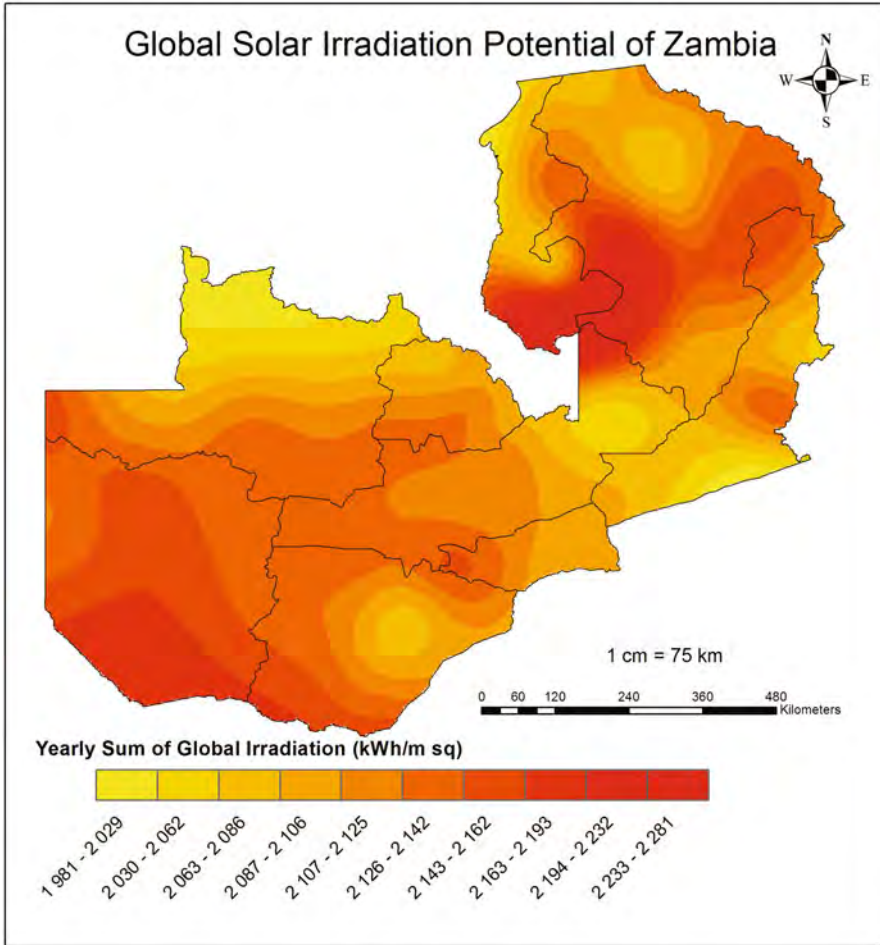 Global Solar Irradiation Potential of Zambia
N
W E
S
1 cm = 75 km
0 60 120 240 360 480
Kilometers
Yearly Sum of Global Irradiation (kWh/m sq)
1 981 - 2 029
2 030 - 2 062
2 063 - 2 086
2 087 - 2 106
2 107 - 2 125
2 126 - 2 142
2 143 - 2 162
2 163 - 2 193
2 194 - 2 232
2 233 - 2 281